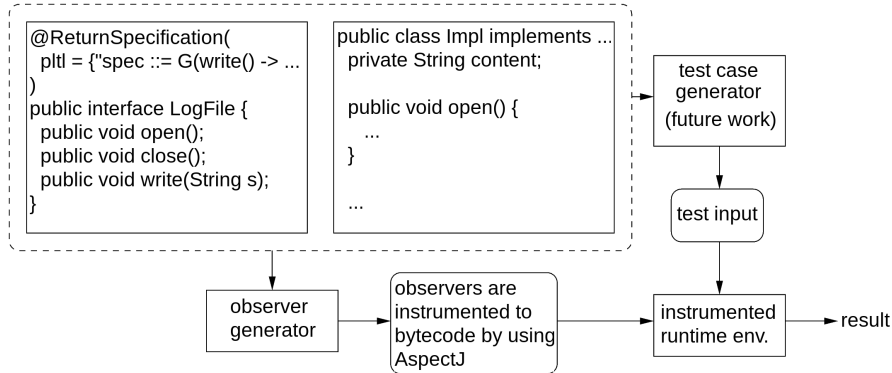 @ReturnSpecification(
pltl = {"spec ::= G(write() -> ...
)
public interface LogFile {
public void open();
public void close();
public void write(String s);
}
public class Impl implements ...
private String content;
public void open() {
...
}
...
test case
generator
(future work)
test input
observer
generator
observers are
instrumented to
bytecode by using
AspectJ
instrumented
runtime env.
result